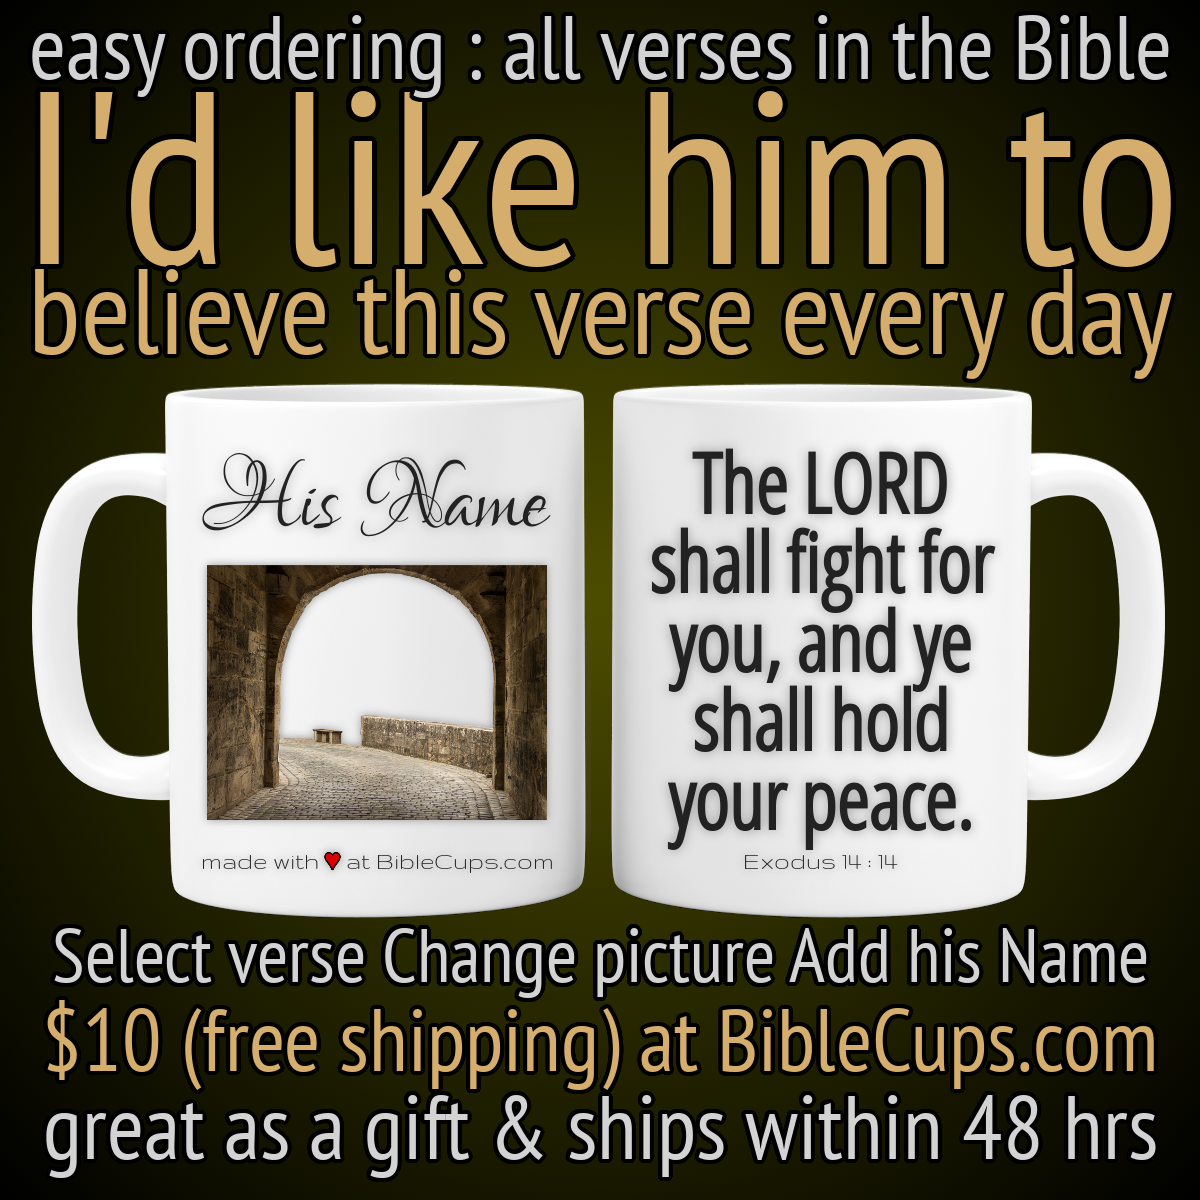 easy ordering : all verses in the Bible
I'd like him to
believe this verse every day
His Name
made with ♥ at BibleCups.com
The LORD
shall fight for
you, and ye
shall hold
your peace.
Exodus 14 : 14
Select verse Change picture Add his Name
$10 (free shipping) at BibleCups.com
great as a gift & ships within 48 hrs